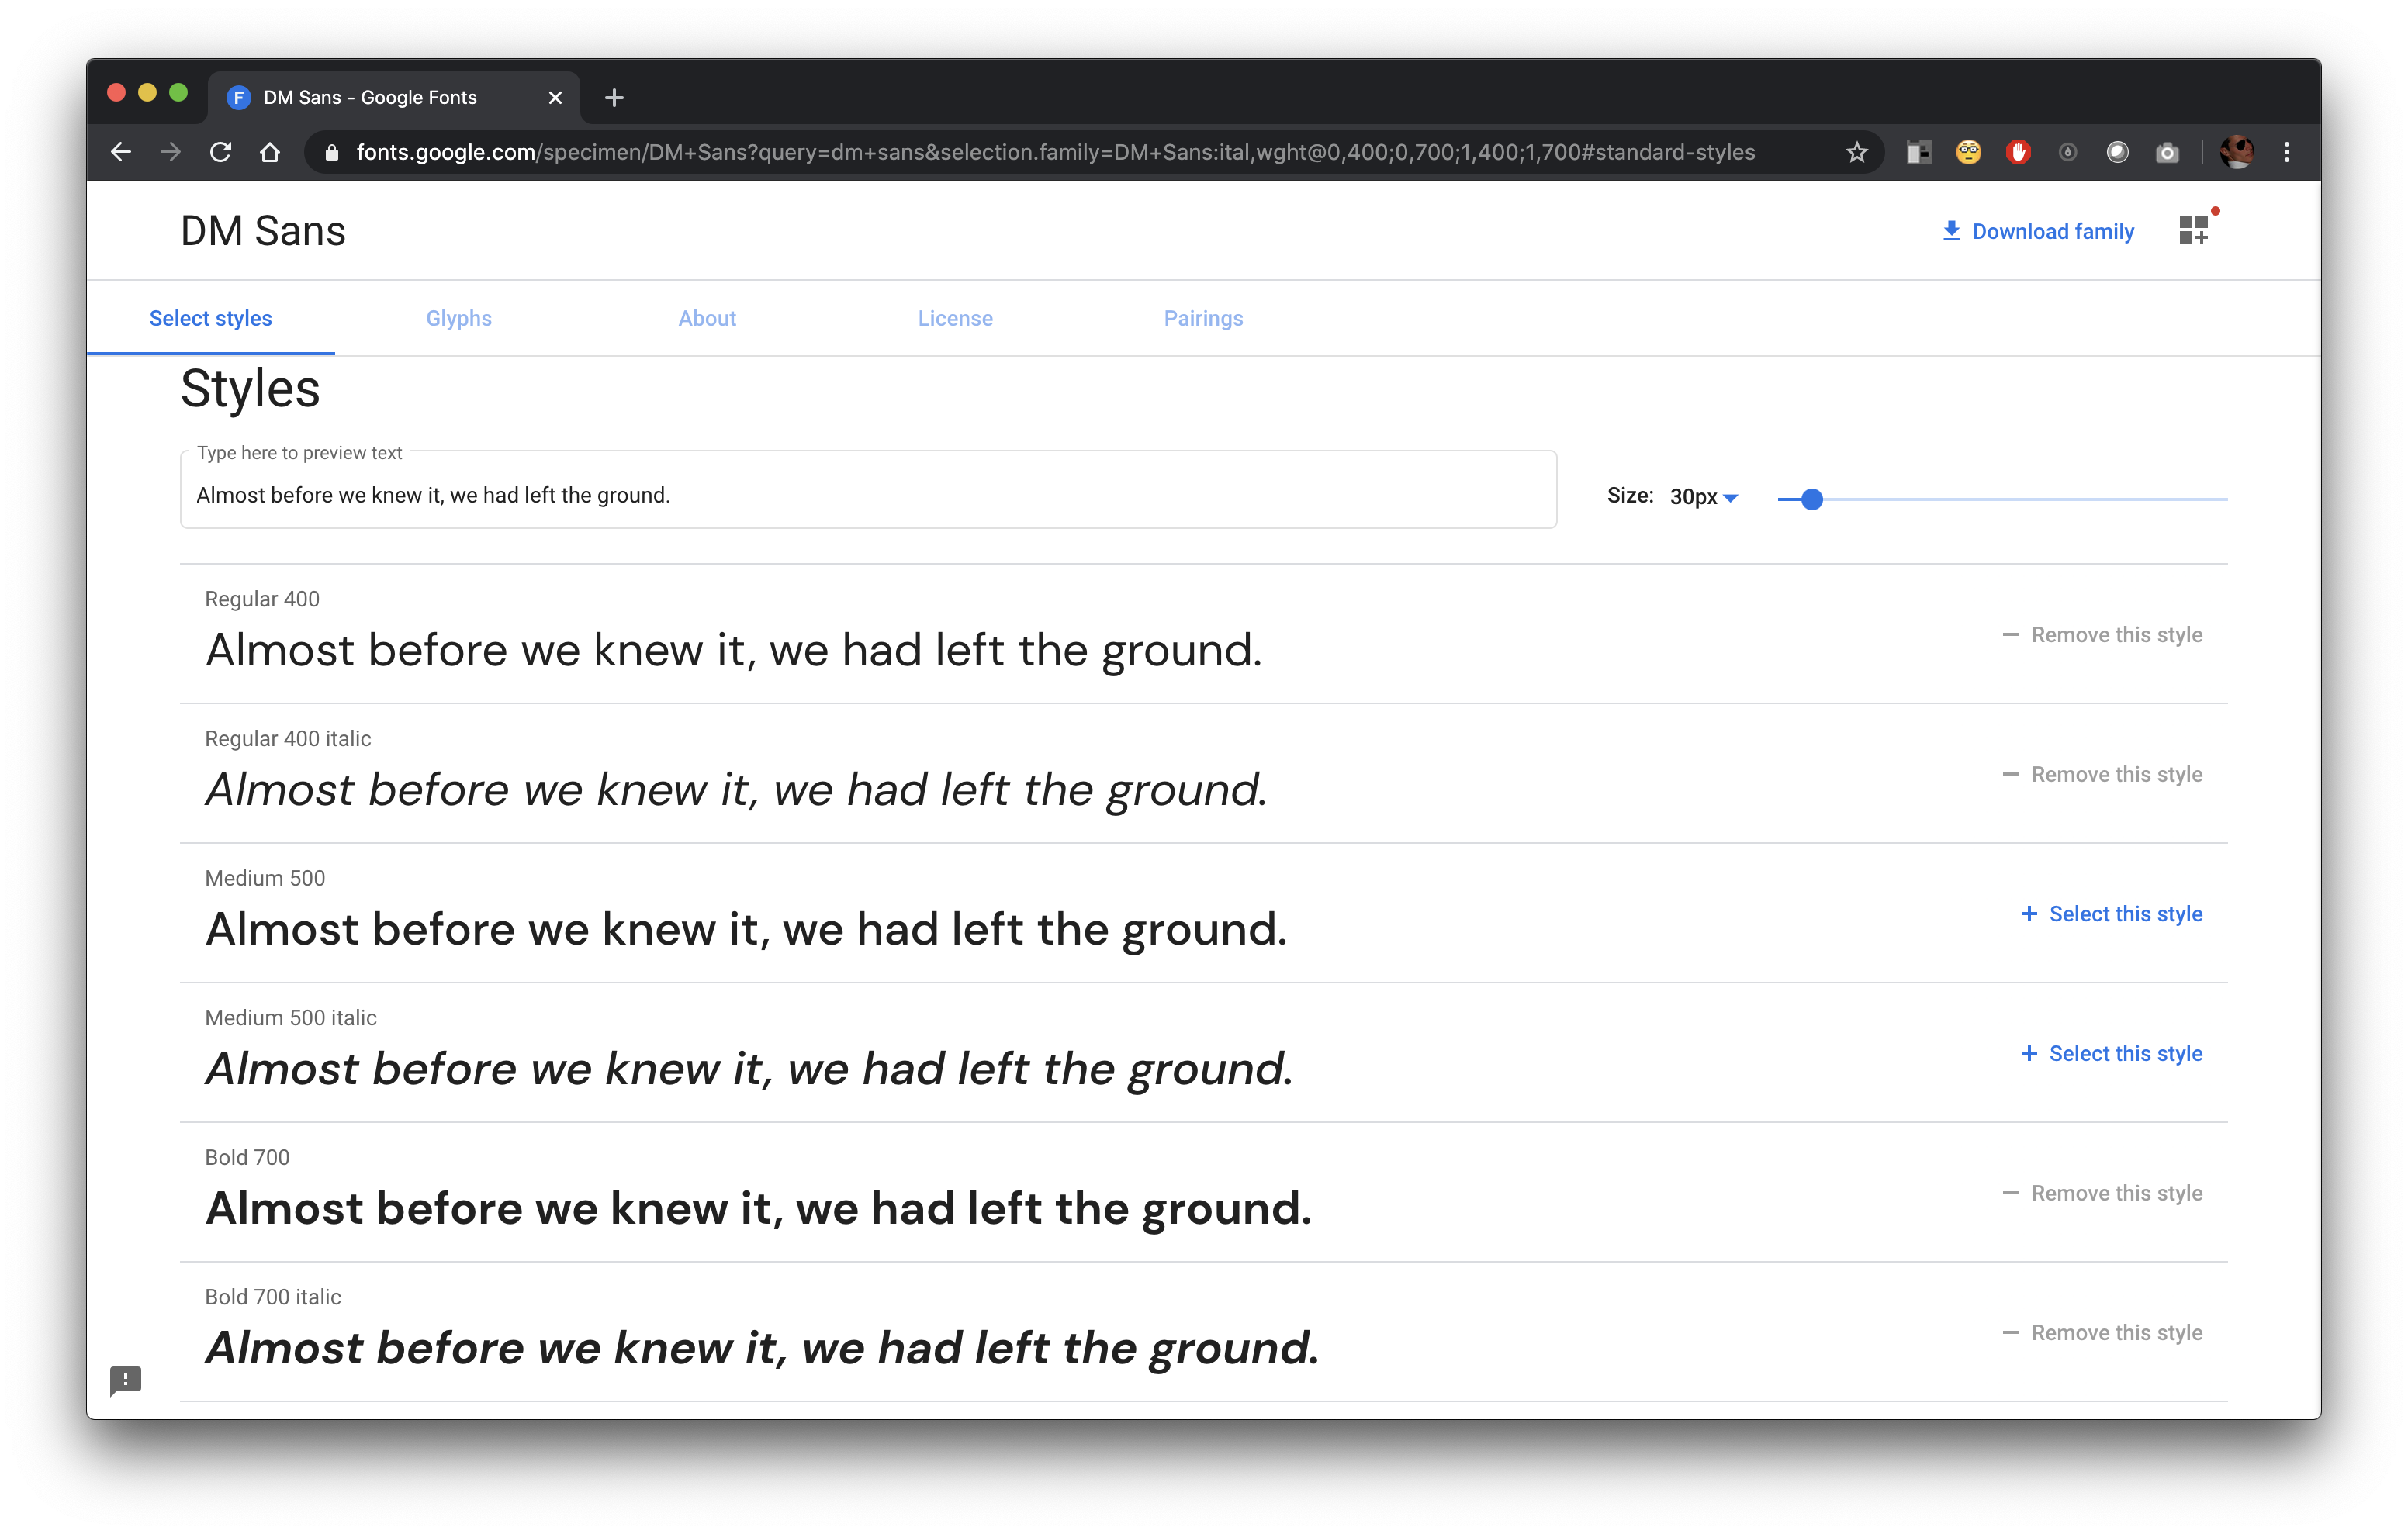 F DM Sans - Google Fonts
fonts.google.com/specimen/DM+Sans?query=dm+sans&selection.family=DM+Sans:ital,wght@0,400;0,700;1,400;1,700#standard-styles
DM Sans
Download family
Select styles
Glyphs
About
License
Pairings
Styles
Type here to preview text
Almost before we knew it, we had left the ground.
Size: 30px
Regular 400
Almost before we knew it, we had left the ground.
Remove this style
Regular 400 italic
Almost before we knew it, we had left the ground.
Remove this style
Medium 500
Almost before we knew it, we had left the ground.
+ Select this style
Medium 500 italic
Almost before we knew it, we had left the ground.
+ Select this style
Bold 700
Almost before we knew it, we had left the ground.
Remove this style
Bold 700 italic
Almost before we knew it, we had left the ground.
Remove this style